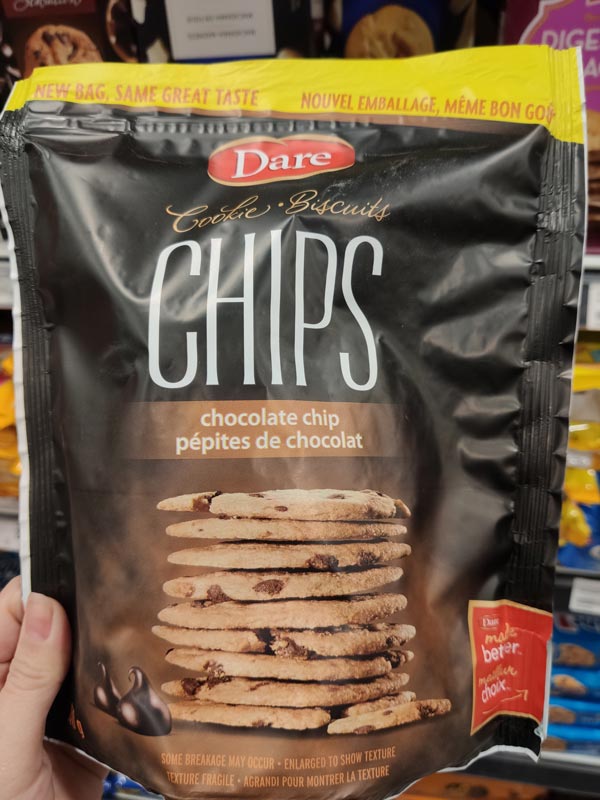 NEW BAG, SAME GREAT TASTE
NOUVEL EMBALLAGE, MÊME BON GOÛ
Dare
Cookie • Biscuits
CHIPS
chocolate chip
pépites de chocolat
Dare
make
better.
meilleur
choix.
SOME BREAKAGE MAY OCCUR • ENLARGED TO SHOW TEXTURE
TEXTURE FRAGILE • AGRANDI POUR MONTRER LA TEXTURE
DIGE